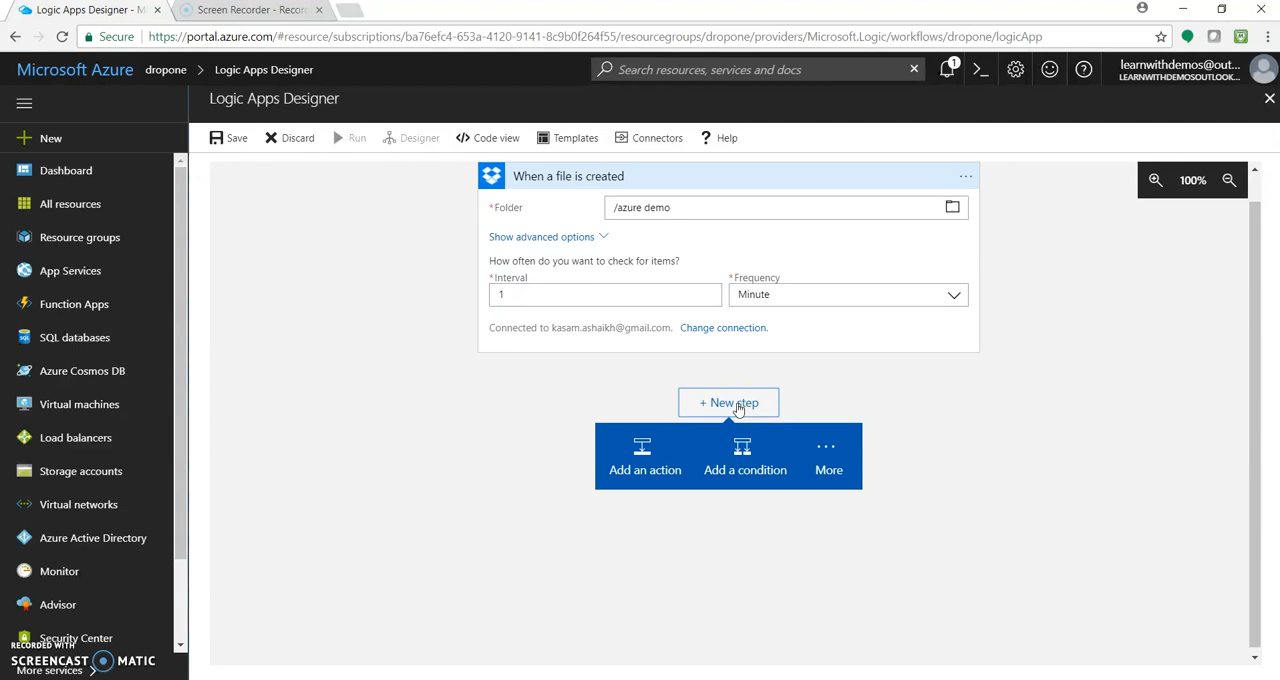 Logic Apps Designer - M
Screen Recorder - Recor
Secure
https://portal.azure.com/#resource/subscriptions/ba76efc4-653a-4120-9141-8c9b0f264f55/resourcegroups/dropone/providers/Microsoft.Logic/workflows/dropone/logicApp
Microsoft Azure dropone > Logic Apps Designer
Search resources, services and docs
1
learnwithdemos@out...
LEARNWITHDEMOSOUTLOOK...
Logic Apps Designer
Save Discard Run Designer Code view Templates Connectors Help
New
Dashboard
All resources
Resource groups
App Services
Function Apps
SQL databases
Azure Cosmos DB
Virtual machines
Load balancers
Storage accounts
Virtual networks
Azure Active Directory
Monitor
Advisor
Security Center
More services >
RECORDED WITH
SCREENCAST MATIC
When a file is created
...
*Folder
/azure demo
Show advanced options
How often do you want to check for items?
*Interval
*Frequency
1
Minute
Connected to kasam.ashaikh@gmail.com. Change connection.
+ New step
Add an action
Add a condition
... More
100%